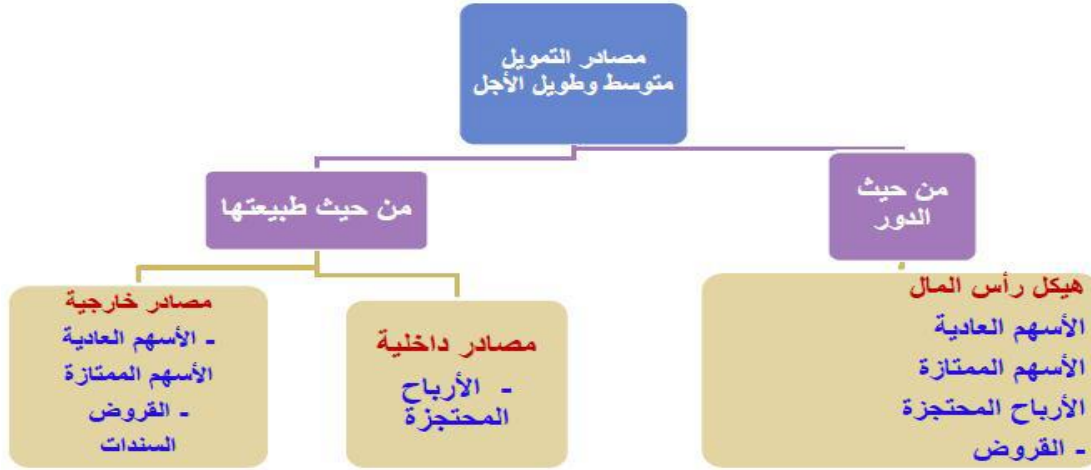 مصادر التمويل
متوسط وطويل الأجل
من حيث
الدور
من حيث طبيعتها
هيكل رأس المال
الأسهم العادية
الأسهم الممتازة
الأرباح المحتجزة
- القروض
مصادر داخلية
- الأرباح
المحتجزة
مصادر خارجية
- الأسهم العادية
الأسهم الممتازة
- القروض
السندات